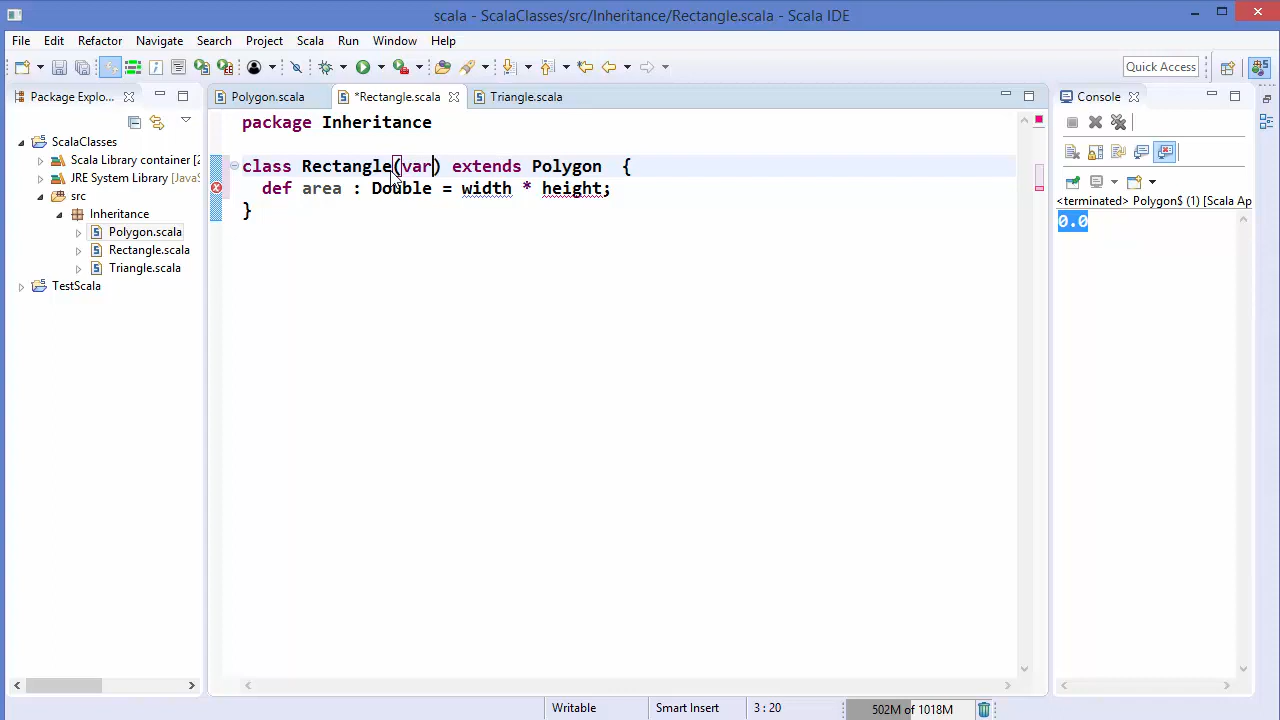 scala - ScalaClasses/src/Inheritance/Rectangle.scala - Scala IDE
File Edit Refactor Navigate Search Project Scala Run Window Help
Quick Access
Package Explo...
Polygon.scala
*Rectangle.scala
Triangle.scala
Console
ScalaClasses
Scala Library container [2
JRE System Library [JavaS
src
Inheritance
Polygon.scala
Rectangle.scala
Triangle.scala
TestScala
package Inheritance
class Rectangle(var) extends Polygon {
def area : Double = width * height;
}
<terminated> Polygon$ (1) [Scala Ap
0.0
Writable
Smart Insert
3 : 20
502M of 1018M